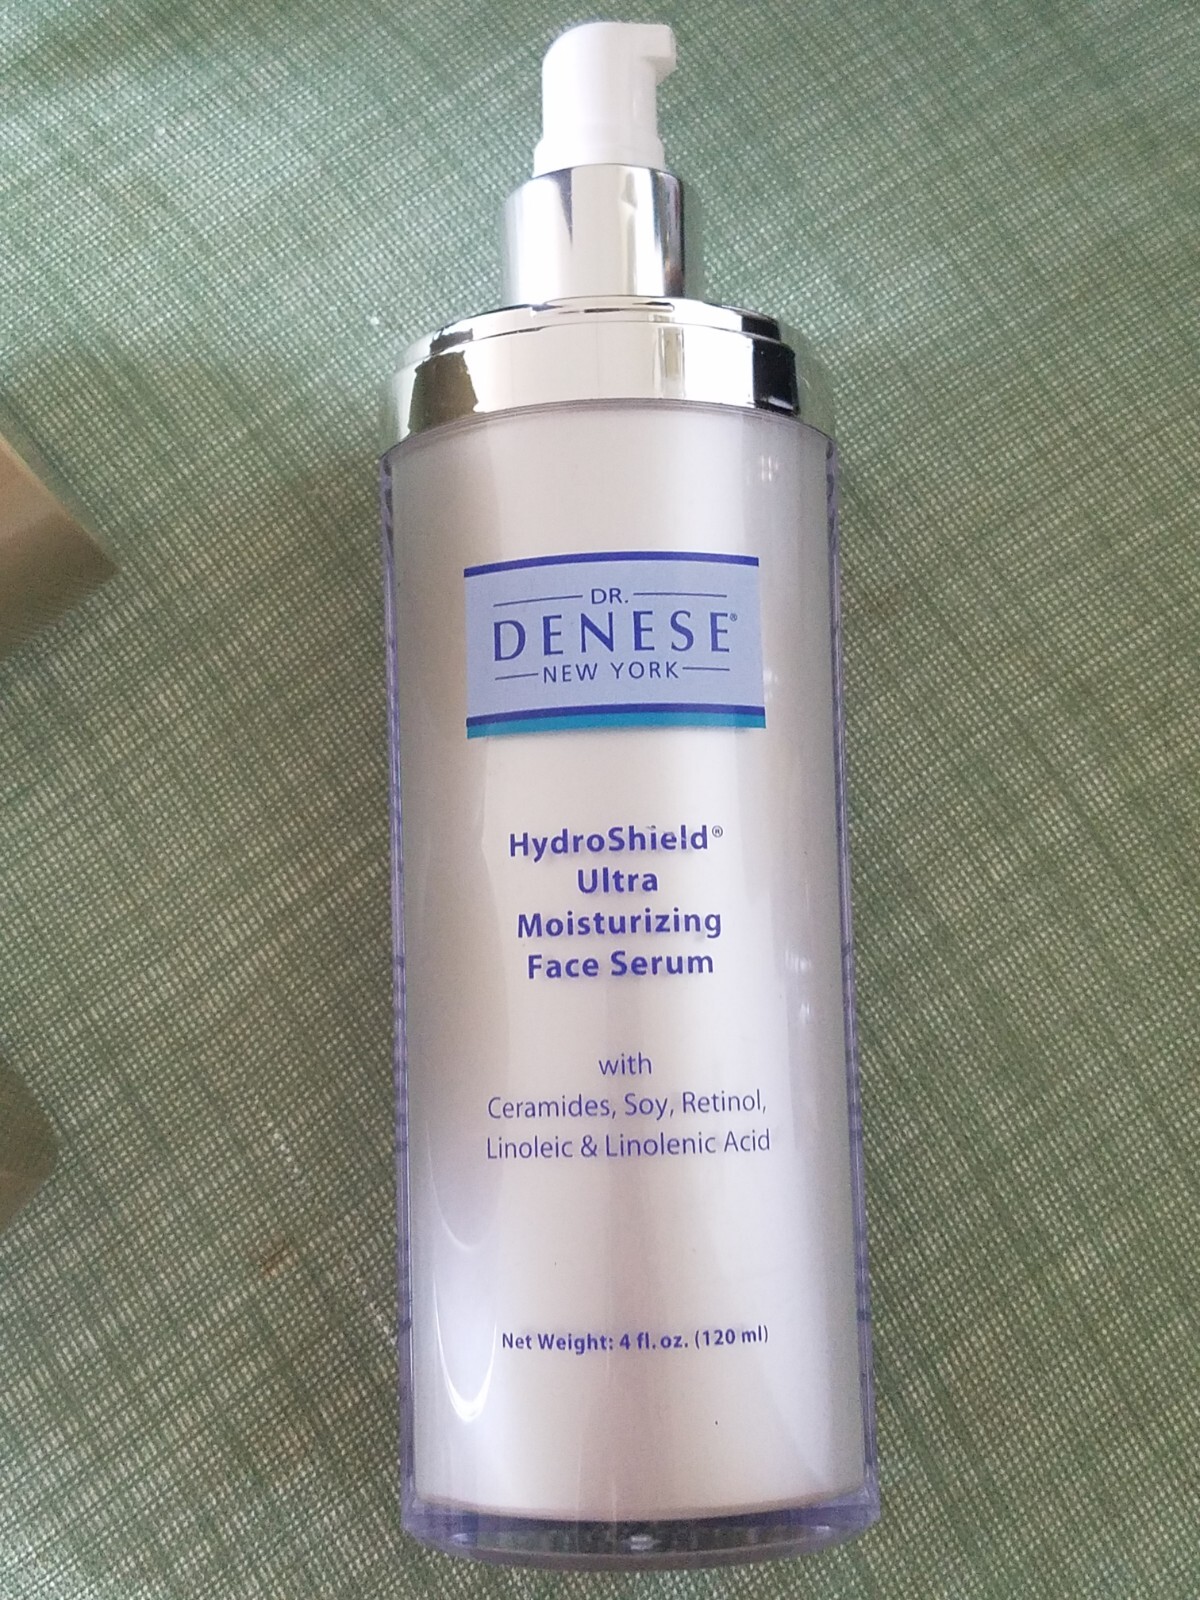 DR.
DENESE®
NEW YORK
HydroShield®
Ultra
Moisturizing
Face Serum
with
Ceramides, Soy, Retinol,
Linoleic & Linolenic Acid
Net Weight: 4 fl. oz. (120 ml)